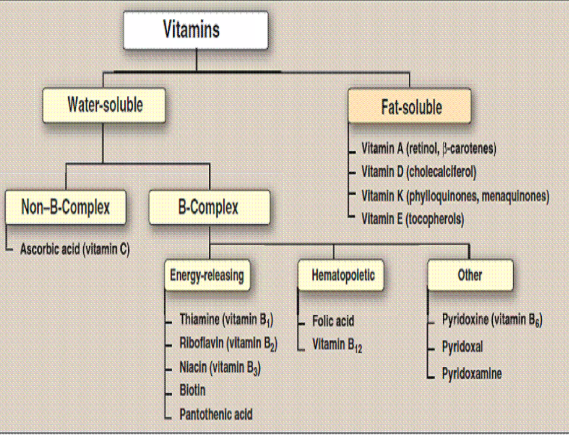 Vitamins
Water-soluble
Fat-soluble
Vitamin A (retinol, β-carotenes)
Vitamin D (cholecalciferol)
Vitamin K (phylloquinones, menaquinones)
Vitamin E (tocopherols)
Non–B-Complex
B-Complex
Ascorbic acid (vitamin C)
Energy-releasing
Hematopoietic
Other
Thiamine (vitamin B₁)
Riboflavin (vitamin B₂)
Niacin (vitamin B₃)
Biotin
Pantothenic acid
Folic acid
Vitamin B₁₂
Pyridoxine (vitamin B₆)
Pyridoxal
Pyridoxamine